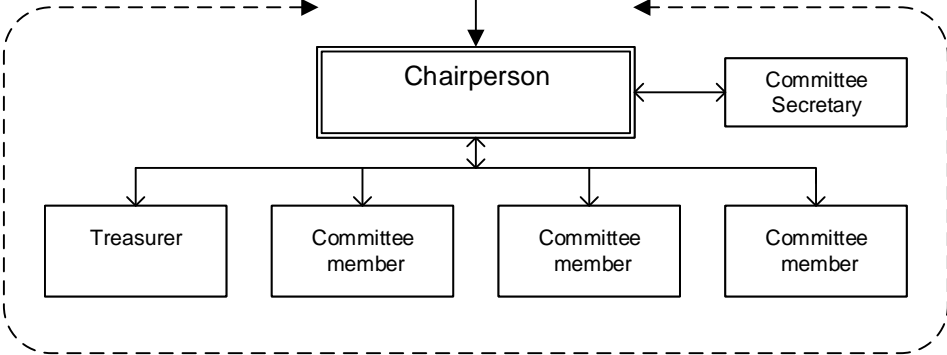 Chairperson
Committee
Secretary
Treasurer
Committee
member
Committee
member
Committee
member